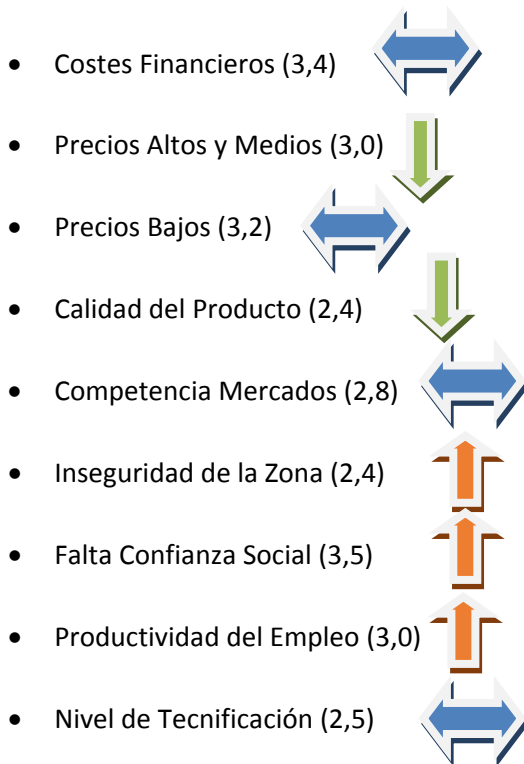 • Costes Financieros (3,4)
• Precios Altos y Medios (3,0)
• Precios Bajos (3,2)
• Calidad del Producto (2,4)
• Competencia Mercados (2,8)
• Inseguridad de la Zona (2,4)
• Falta Confianza Social (3,5)
• Productividad del Empleo (3,0)
• Nivel de Tecnificación (2,5)